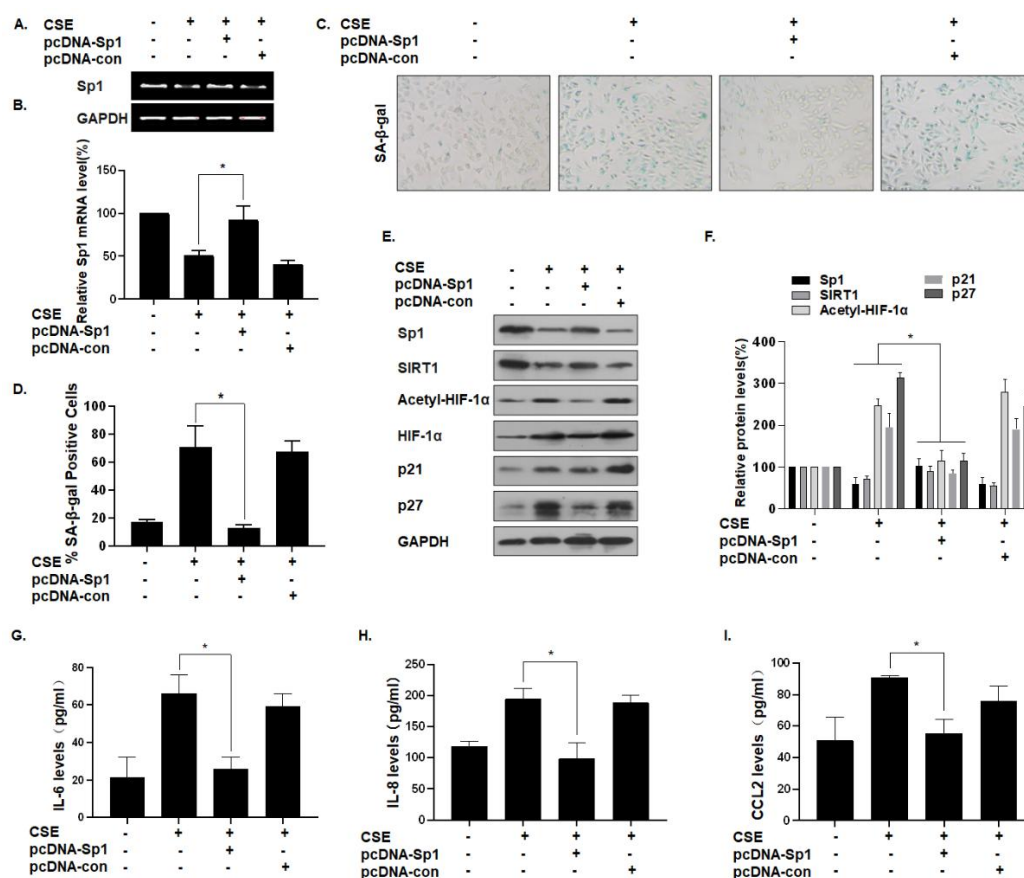 A.
CSE - + + +
pcDNA-Sp1 - - + -
pcDNA-con - - - +
Sp1
GAPDH
B.
Relative Sp1 mRNA level(%)
150
100
50
0
*
CSE - + + +
pcDNA-Sp1 - - + -
pcDNA-con - - - +
C.
CSE - + + +
pcDNA-Sp1 - - + -
pcDNA-con - - - +
SA-β-gal
D.
% SA-β-gal Positive Cells
100
80
60
40
20
0
*
CSE - + + +
pcDNA-Sp1 - - + -
pcDNA-con - - - +
E.
CSE - + + +
pcDNA-Sp1 - - + -
pcDNA-con - - - +
Sp1
SIRT1
Acetyl-HIF-1α
HIF-1α
p21
p27
GAPDH
F.
Sp1 p21
SIRT1 p27
Acetyl-HIF-1α
Relative protein levels(%)
400
300
200
100
0
*
CSE - + + +
pcDNA-Sp1 - - + -
pcDNA-con - - - +
G.
IL-6 levels（pg/ml）
80
60
40
20
0
*
CSE - + + +
pcDNA-Sp1 - - + -
pcDNA-con - - - +
H.
IL-8 levels（pg/ml）
250
200
150
100
50
0
*
CSE - + + +
pcDNA-Sp1 - - + -
pcDNA-con - - - +
I.
CCL2 levels（pg/ml）
100
80
60
40
20
0
*
CSE - + + +
pcDNA-Sp1 - - + -
pcDNA-con - - - +